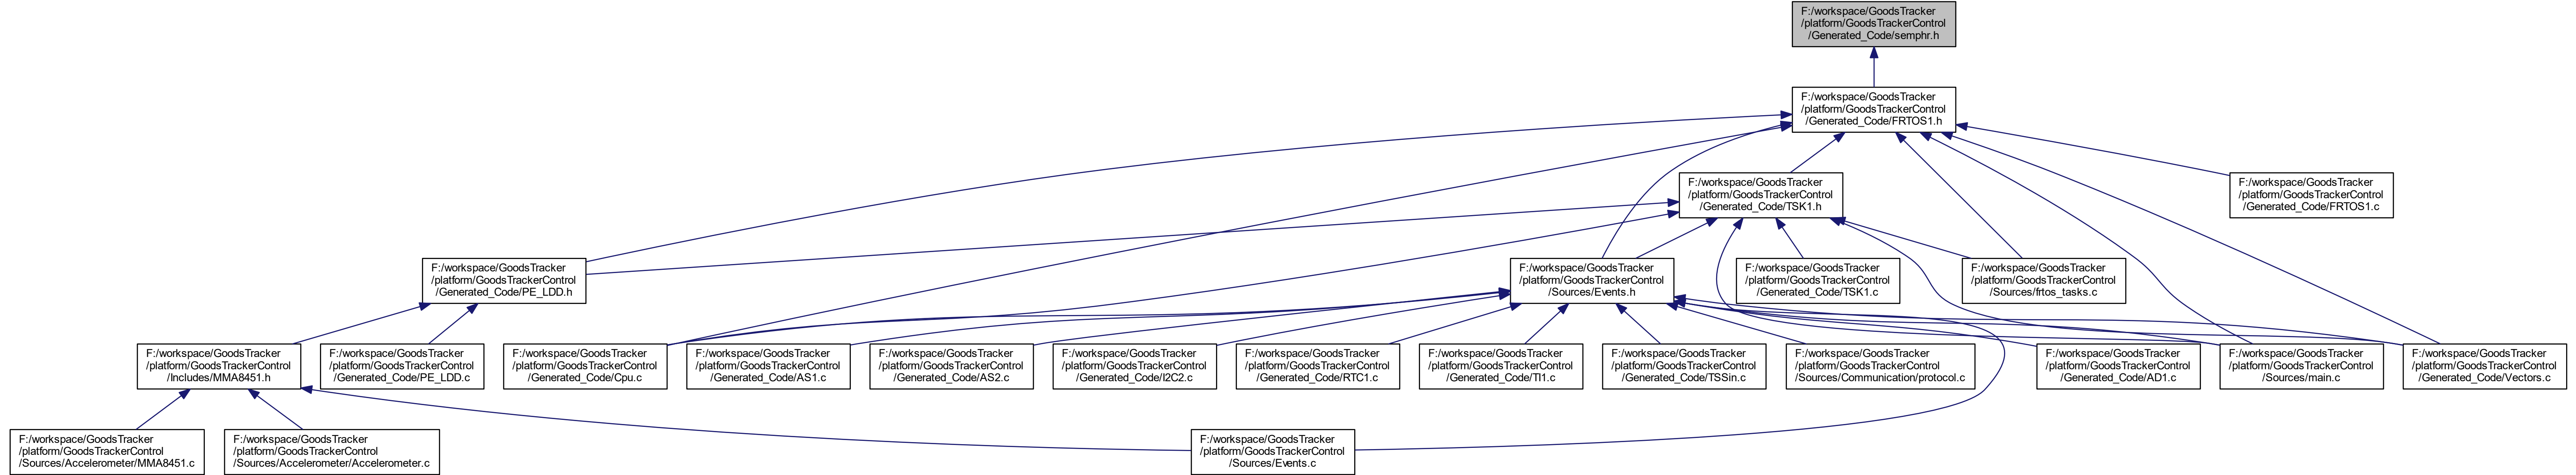 F:/workspace/GoodsTracker
/platform/GoodsTrackerControl
/Generated_Code/semphr.h
F:/workspace/GoodsTracker
/platform/GoodsTrackerControl
/Generated_Code/FRTOS1.h
F:/workspace/GoodsTracker
/platform/GoodsTrackerControl
/Generated_Code/TSK1.h
F:/workspace/GoodsTracker
/platform/GoodsTrackerControl
/Generated_Code/FRTOS1.c
F:/workspace/GoodsTracker
/platform/GoodsTrackerControl
/Generated_Code/PE_LDD.h
F:/workspace/GoodsTracker
/platform/GoodsTrackerControl
/Sources/Events.h
F:/workspace/GoodsTracker
/platform/GoodsTrackerControl
/Generated_Code/TSK1.c
F:/workspace/GoodsTracker
/platform/GoodsTrackerControl
/Sources/frtos_tasks.c
F:/workspace/GoodsTracker
/platform/GoodsTrackerControl
/Includes/MMA8451.h
F:/workspace/GoodsTracker
/platform/GoodsTrackerControl
/Generated_Code/PE_LDD.c
F:/workspace/GoodsTracker
/platform/GoodsTrackerControl
/Generated_Code/Cpu.c
F:/workspace/GoodsTracker
/platform/GoodsTrackerControl
/Generated_Code/AS1.c
F:/workspace/GoodsTracker
/platform/GoodsTrackerControl
/Generated_Code/AS2.c
F:/workspace/GoodsTracker
/platform/GoodsTrackerControl
/Generated_Code/I2C2.c
F:/workspace/GoodsTracker
/platform/GoodsTrackerControl
/Generated_Code/RTC1.c
F:/workspace/GoodsTracker
/platform/GoodsTrackerControl
/Generated_Code/TI1.c
F:/workspace/GoodsTracker
/platform/GoodsTrackerControl
/Generated_Code/TSSin.c
F:/workspace/GoodsTracker
/platform/GoodsTrackerControl
/Sources/Communication/protocol.c
F:/workspace/GoodsTracker
/platform/GoodsTrackerControl
/Generated_Code/AD1.c
F:/workspace/GoodsTracker
/platform/GoodsTrackerControl
/Sources/main.c
F:/workspace/GoodsTracker
/platform/GoodsTrackerControl
/Generated_Code/Vectors.c
F:/workspace/GoodsTracker
/platform/GoodsTrackerControl
/Sources/Accelerometer/MMA8451.c
F:/workspace/GoodsTracker
/platform/GoodsTrackerControl
/Sources/Accelerometer/Accelerometer.c
F:/workspace/GoodsTracker
/platform/GoodsTrackerControl
/Sources/Events.c